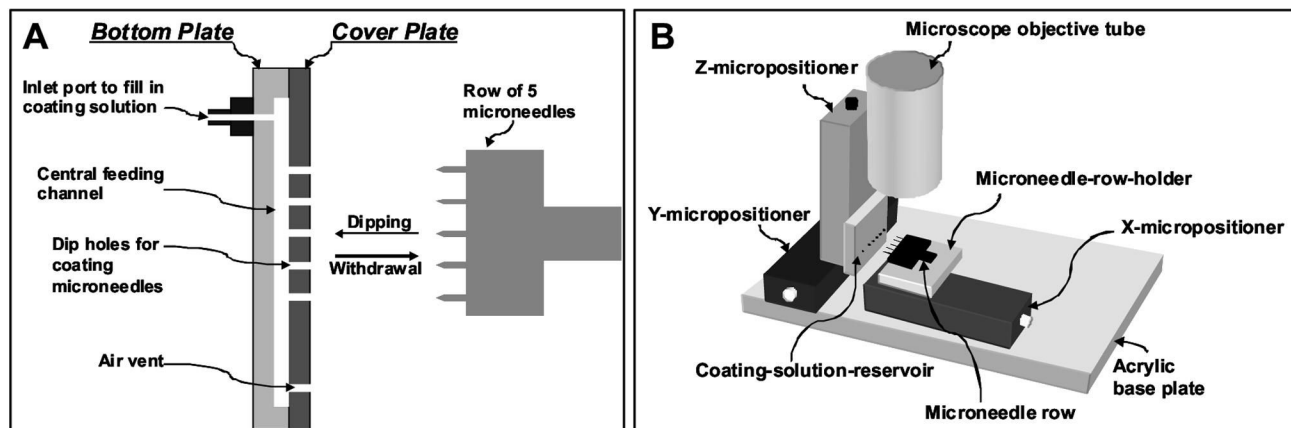 A
Bottom Plate
Cover Plate
Inlet port to fill in
coating solution
Row of 5
microneedles
Central feeding
channel
Dipping
Withdrawal
Dip holes for
coating
microneedles
Air vent
B
Microscope objective tube
Z-micropositioner
Microneedle-row-holder
Y-micropositioner
X-micropositioner
Coating-solution-reservoir
Microneedle row
Acrylic
base plate